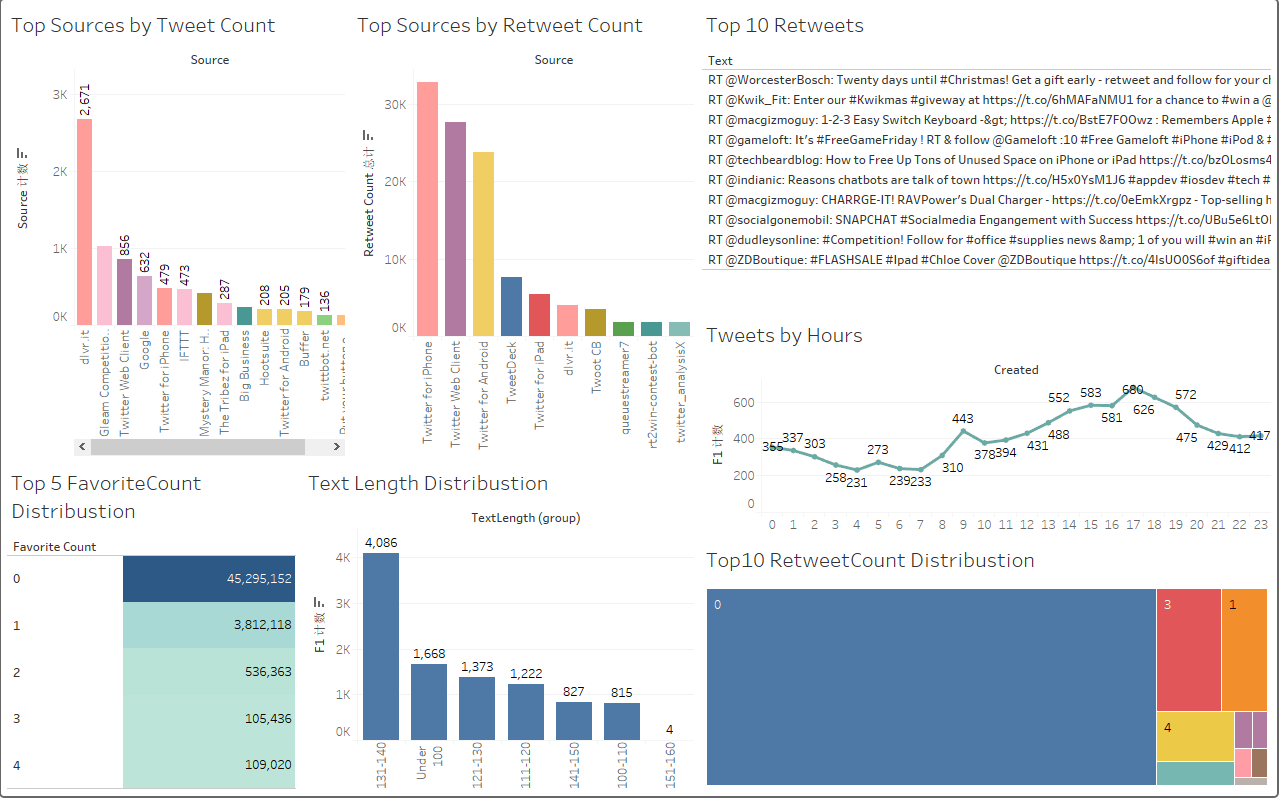 Top Sources by Tweet Count
Source
Source 计数
3K
2K
1K
0K
2,671
856
632
479
473
287
208
205
179
136
dlvr.it
Gleam Competitio..
Twitter Web Client
Google
Twitter for iPhone
IFTTT
Mystery Manor: H..
The Tribez for iPad
Big Business
Hootsuite
Twitter for Android
Buffer
twittbot.net
Top Sources by Retweet Count
Source
Retweet Count 总计
30K
20K
10K
0K
Twitter for iPhone
Twitter Web Client
Twitter for Android
TweetDeck
Twitter for iPad
dlvr.it
Twoot CB
queuestreamer7
rt2win-contest-bot
twitter_analysisX
Top 10 Retweets
Text
RT @WorcesterBosch: Twenty days until #Christmas! Get a gift early - retweet and follow for your ch
RT @Kwik_Fit: Enter our #Kwikmas #giveway at https://t.co/6hMAFaNMU1 for a chance to #win a @
RT @macgizmoguy: 1-2-3 Easy Switch Keyboard -&gt; https://t.co/BstE7FOOwz : Remembers Apple #
RT @gameloft: It's #FreeGameFriday ! RT & follow @Gameloft :10 #Free Gameloft #iPhone #iPod & #
RT @techbeardblog: How to Free Up Tons of Unused Space on iPhone or iPad https://t.co/bzOLosms4
RT @indianic: Reasons chatbots are talk of town https://t.co/H5x0YsM1J6 #appdev #iosdev #tech #
RT @macgizmoguy: CHARRGE-IT! RAVPower's Dual Charger - https://t.co/0eEmkXrgpz - Top-selling h
RT @socialgonemobil: SNAPCHAT #Socialmedia Engangement with Success https://t.co/UBu5e6LtOI
RT @dudleysonline: #Competition! Follow for #office #supplies news &amp; 1 of you will #win an #iP
RT @ZDBoutique: #FLASHSALE #Ipad #Chloe Cover @ZDBoutique https://t.co/4IsUO0S6of #giftidea
Tweets by Hours
Created
F1 计数
600
400
200
0
355
337
303
258
231
273
239
233
310
443
378
394
431
488
552
583
581
680
626
572
475
429
412
417
0 1 2 3 4 5 6 7 8 9 10 11 12 13 14 15 16 17 18 19 20 21 22 23
Top 5 FavoriteCount
Distribustion
Favorite Count
0 45,295,152
1 3,812,118
2 536,363
3 105,436
4 109,020
Text Length Distribustion
TextLength (group)
F1 计数
4K
3K
2K
1K
0K
4,086
1,668
1,373
1,222
827
815
4
131-140
Under
100
121-130
111-120
141-150
100-110
151-160
Top10 RetweetCount Distribustion
0
3
1
4